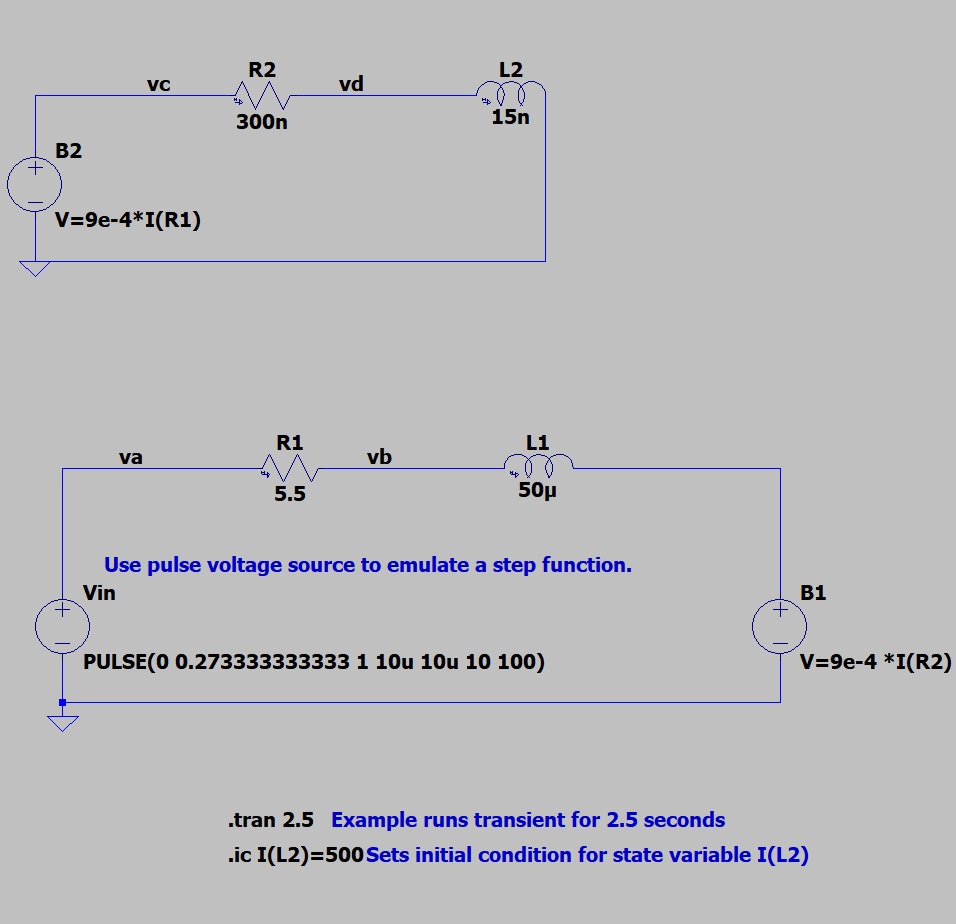 R2
L2
vc
vd
300n
15n
B2
V=9e-4*I(R1)
R1
L1
va
vb
5.5
50µ
Use pulse voltage source to emulate a step function.
Vin
B1
PULSE(0 0.273333333333 1 10u 10u 10 100)
V=9e-4 *I(R2)
.tran 2.5 Example runs transient for 2.5 seconds
.ic I(L2)=500 Sets initial condition for state variable I(L2)